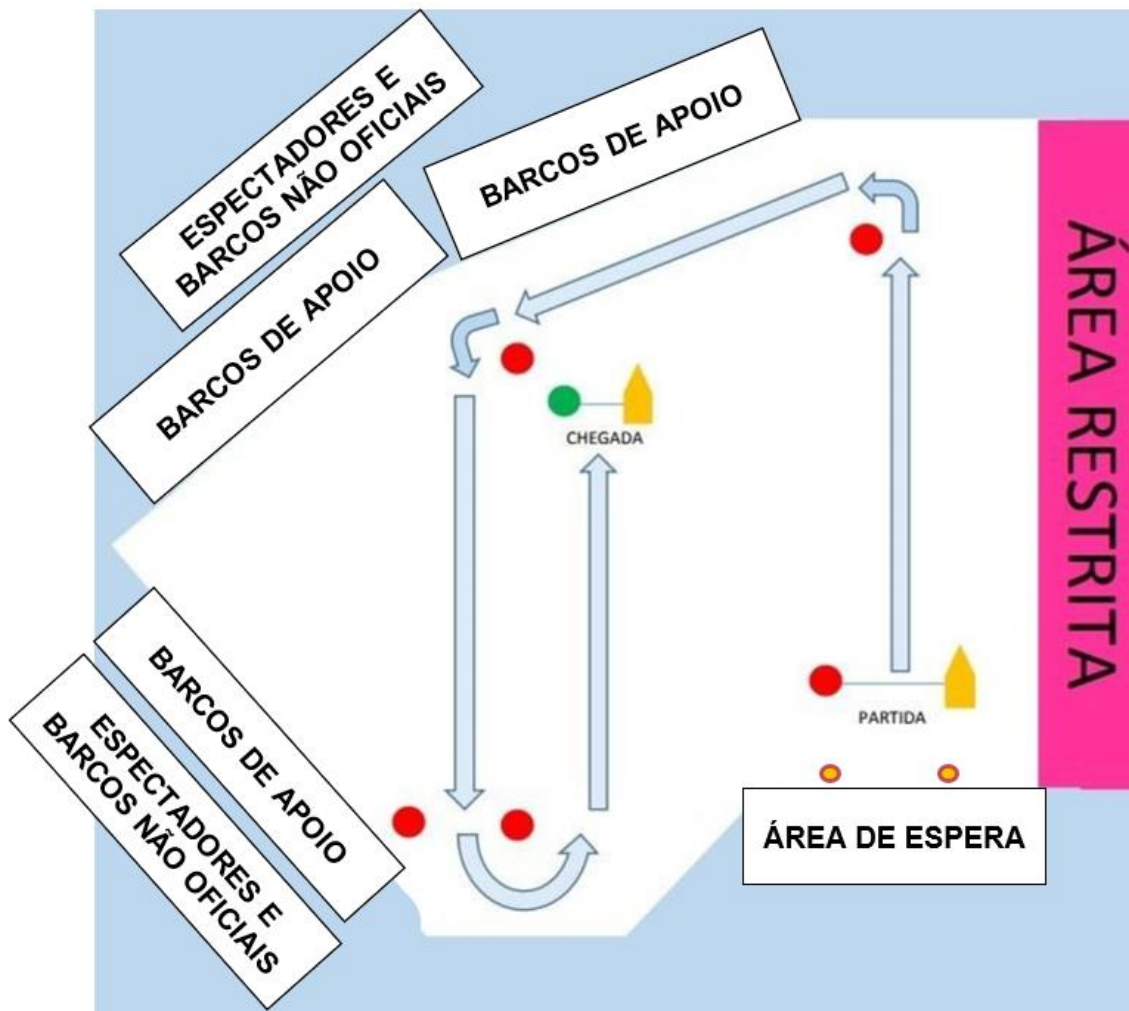 ESPECTADORES E
BARCOS NÃO OFICIAIS
BARCOS DE APOIO
BARCOS DE APOIO
CHEGADA
ÁREA RESTRITA
PARTIDA
BARCOS DE APOIO
ESPECTADORES E
BARCOS NÃO OFICIAIS
ÁREA DE ESPERA